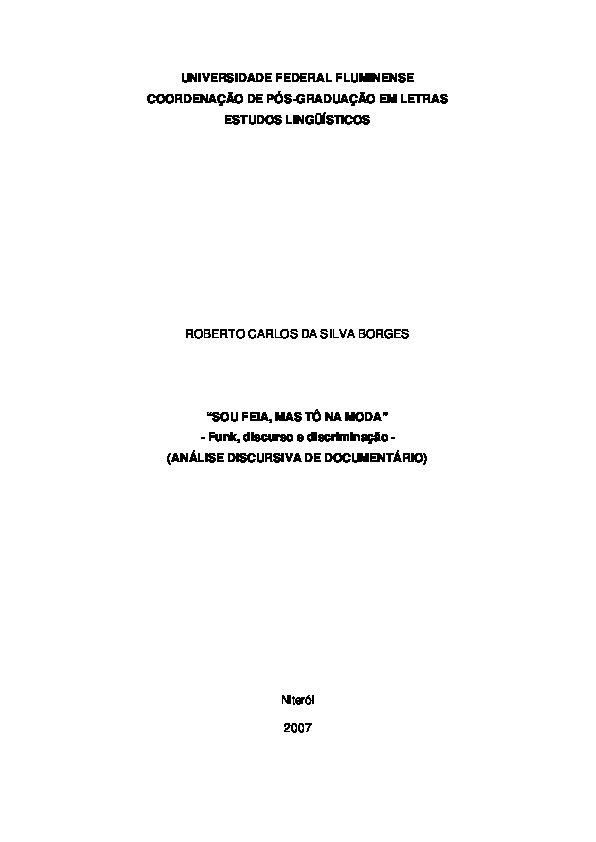 UNIVERSIDADE FEDERAL FLUMINENSE
COORDENAÇÃO DE PÓS-GRADUAÇÃO EM LETRAS
ESTUDOS LINGÜÍSTICOS
ROBERTO CARLOS DA SILVA BORGES
“SOU FEIA, MAS TÔ NA MODA”
- Funk, discurso e discriminação -
(ANÁLISE DISCURSIVA DE DOCUMENTÁRIO)
Niterói
2007